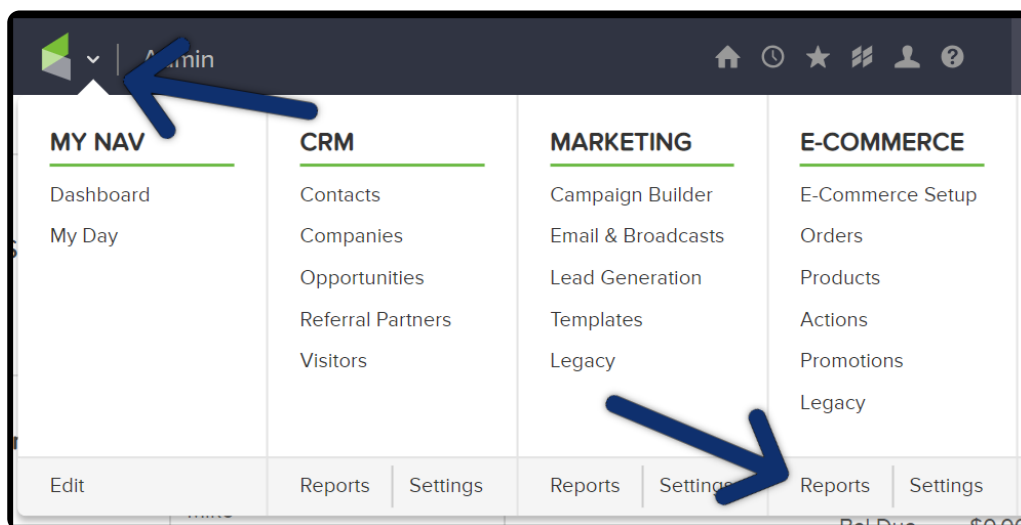 Admin
MY NAV
Dashboard
My Day
Edit
CRM
Contacts
Companies
Opportunities
Referral Partners
Visitors
Reports Settings
MARKETING
Campaign Builder
Email & Broadcasts
Lead Generation
Templates
Legacy
Reports Settings
E-COMMERCE
E-Commerce Setup
Orders
Products
Actions
Promotions
Legacy
Reports Settings